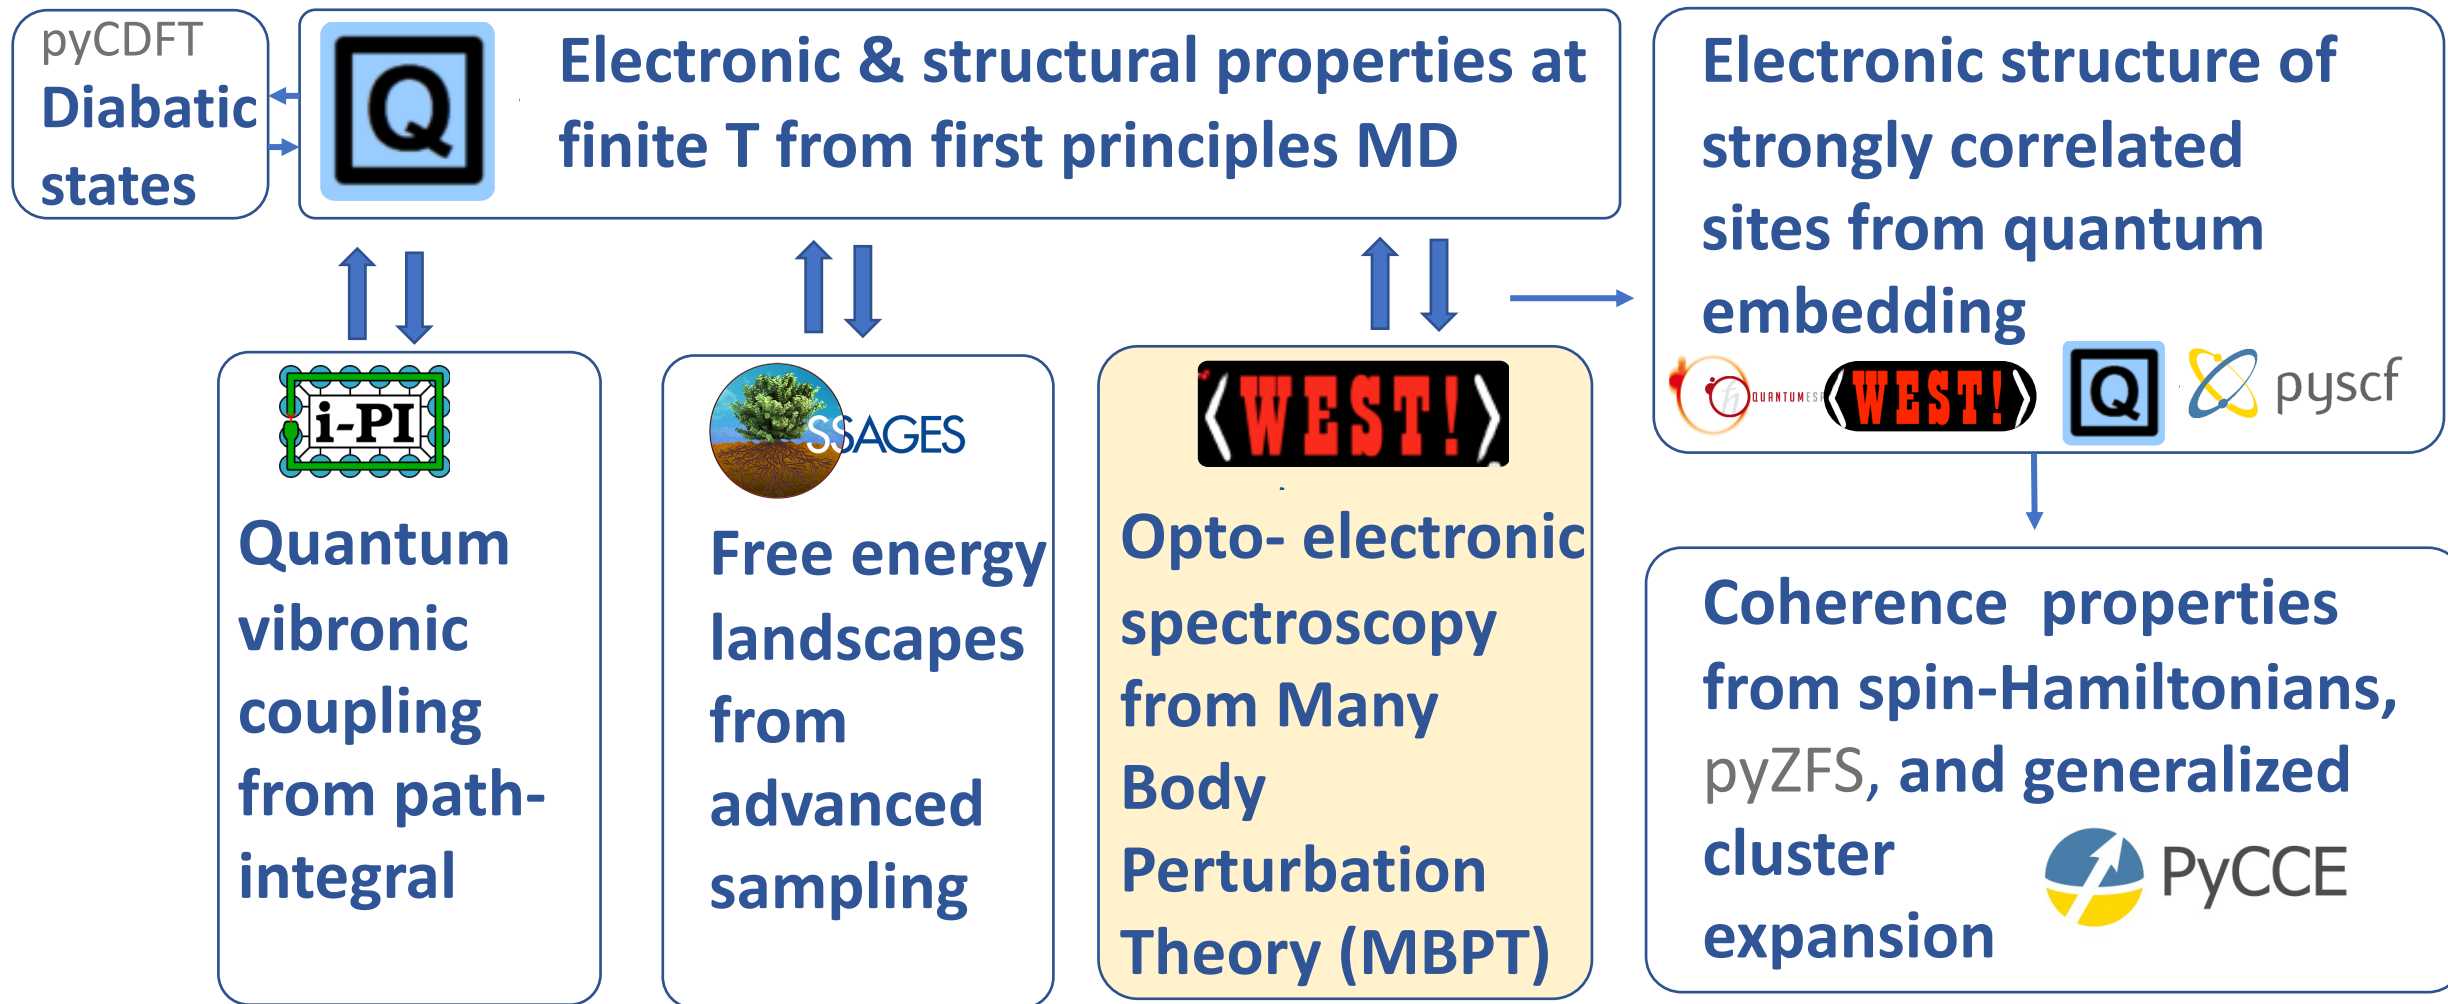 pyCDFT
Diabatic
states
Q
Electronic & structural properties at
finite T from first principles MD
Electronic structure of
strongly correlated
sites from quantum
embedding
QUANTUMESP
WEST!
Q
pyscf
i-PI
Quantum
vibronic
coupling
from path-
integral
SSAGES
Free energy
landscapes
from
advanced
sampling
WEST!
Opto- electronic
spectroscopy
from Many
Body
Perturbation
Theory (MBPT)
Coherence properties
from spin-Hamiltonians,
pyZFS, and generalized
cluster
expansion
PyCCE